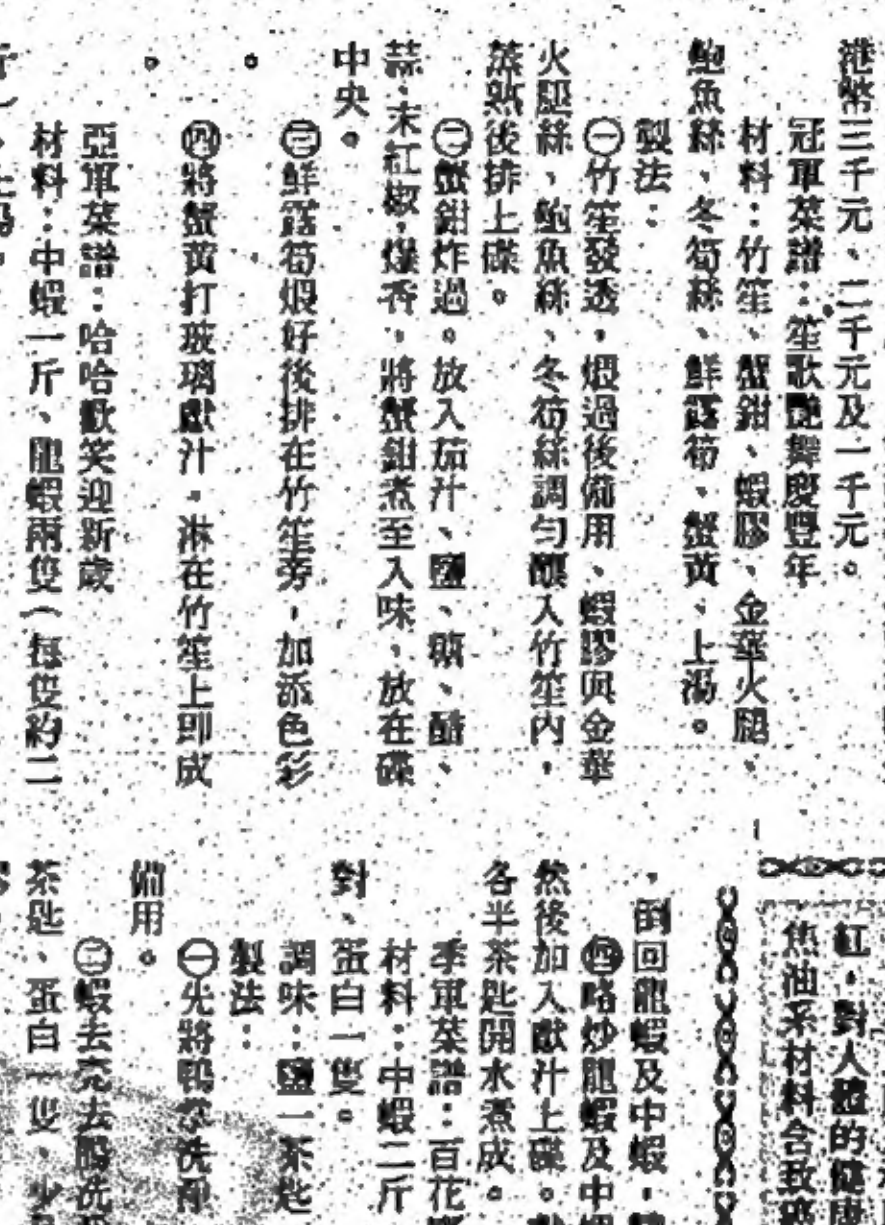 港幣三千元、二千元及一千元。
冠軍菜譜：笙歌艷舞慶豐年
材料：竹笙、蟹鉗、蝦膠、金華火腿、
鮑魚絲、冬筍絲、鮮露筍、蟹黃、上湯。
製法：
㊀竹笙發透，煨過後備用、蝦膠與金華
火腿絲、鮑魚絲、冬筍絲調勻釀入竹笙內，
蒸熟後排上碟。
㊁蟹鉗炸過。放入茄汁、鹽、糖、醋、
蒜、末紅椒，爆香，將蟹鉗煮至入味，放在碟
中央。
㊂鮮露筍煨好後排在竹笙旁，加添色彩
。
㊃將蟹黃打玻璃獻汁，淋在竹笙上即成
。
亞軍菜譜：哈哈歡笑迎新歲
材料：中蝦一斤、龍蝦兩隻（每隻約二
紅，對人體的健康
焦油系材料含致
，倒回龍蝦及中蝦，
㊃略炒龍蝦及中
然後加入獻汁上碟。
各半茶匙開水煮成。
季軍菜譜：百花
材料：中蝦二斤
對、蛋白一隻。
調味：鹽一茶匙
製法：
㊀先將鴨 洗
備用。
㊁蝦去壳去腸洗
茶匙、蛋白一隻、